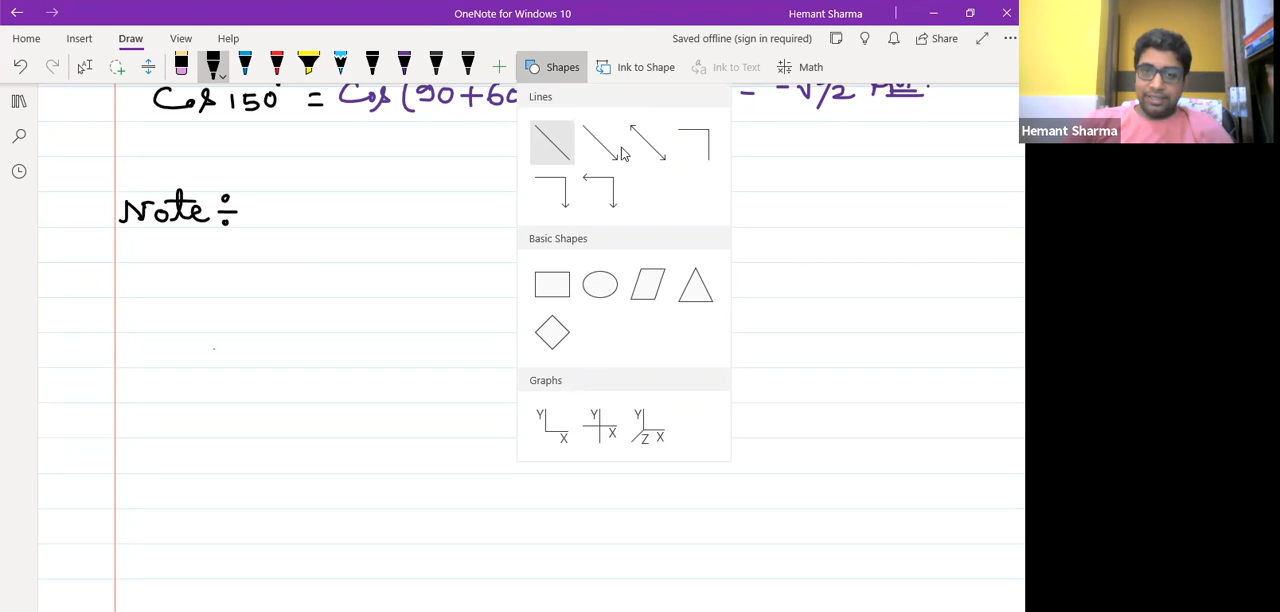 OneNote for Windows 10
Hemant Sharma
Home Insert Draw View Help
Saved offline (sign in required)
Share
Shapes
Ink to Shape
Ink to Text
Math
Cos 150° = Cos (90+60
Lines
Hemant Sharma
Note ÷
Basic Shapes
Graphs
Y X
Y X
Y Z X